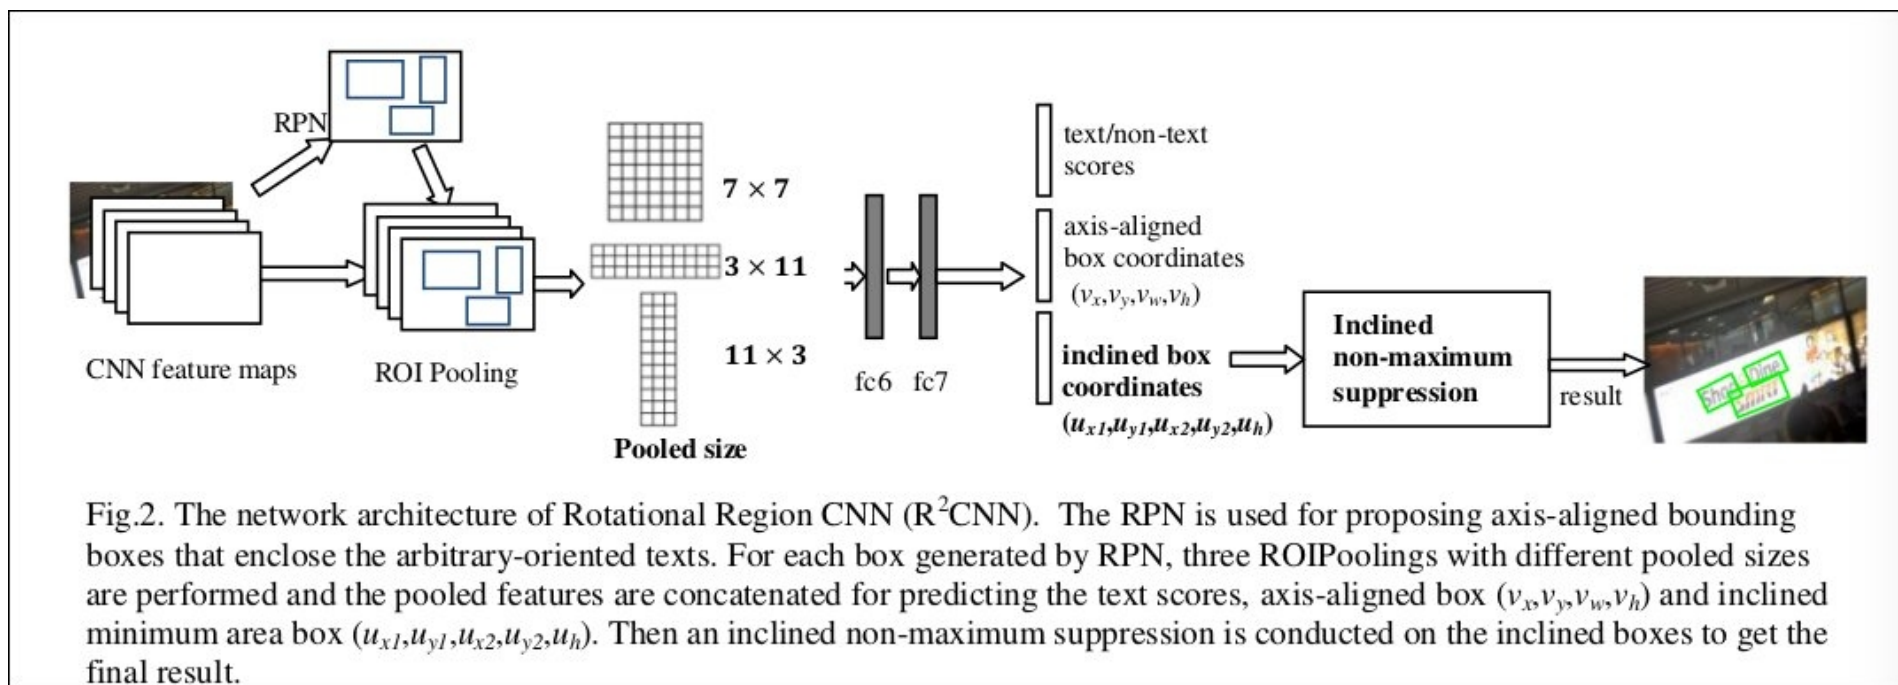 RPN
CNN feature maps
ROI Pooling
7 × 7
3 × 11
11 × 3
Pooled size
fc6 fc7
text/non-text
scores
axis-aligned
box coordinates
(vx,vy,vw,vh)
inclined box
coordinates
(ux1,uy1,ux2,uy2,uh)
Inclined
non-maximum
suppression
result
Dine
Fig.2. The network architecture of Rotational Region CNN (R²CNN). The RPN is used for proposing axis-aligned bounding
boxes that enclose the arbitrary-oriented texts. For each box generated by RPN, three ROIPoolings with different pooled sizes
are performed and the pooled features are concatenated for predicting the text scores, axis-aligned box (vx,vy,vw,vh) and inclined
minimum area box (ux1,uy1,ux2,uy2,uh). Then an inclined non-maximum suppression is conducted on the inclined boxes to get the
final result.